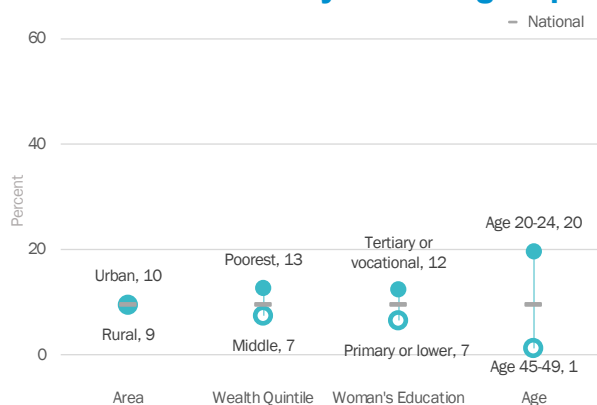 National
60
40
20
0
Percent
Urban, 10
Rural, 9
Poorest, 13
Middle, 7
Tertiary or
vocational, 12
Primary or lower, 7
Age 20-24, 20
Age 45-49, 1
Area
Wealth Quintile
Woman's Education
Age